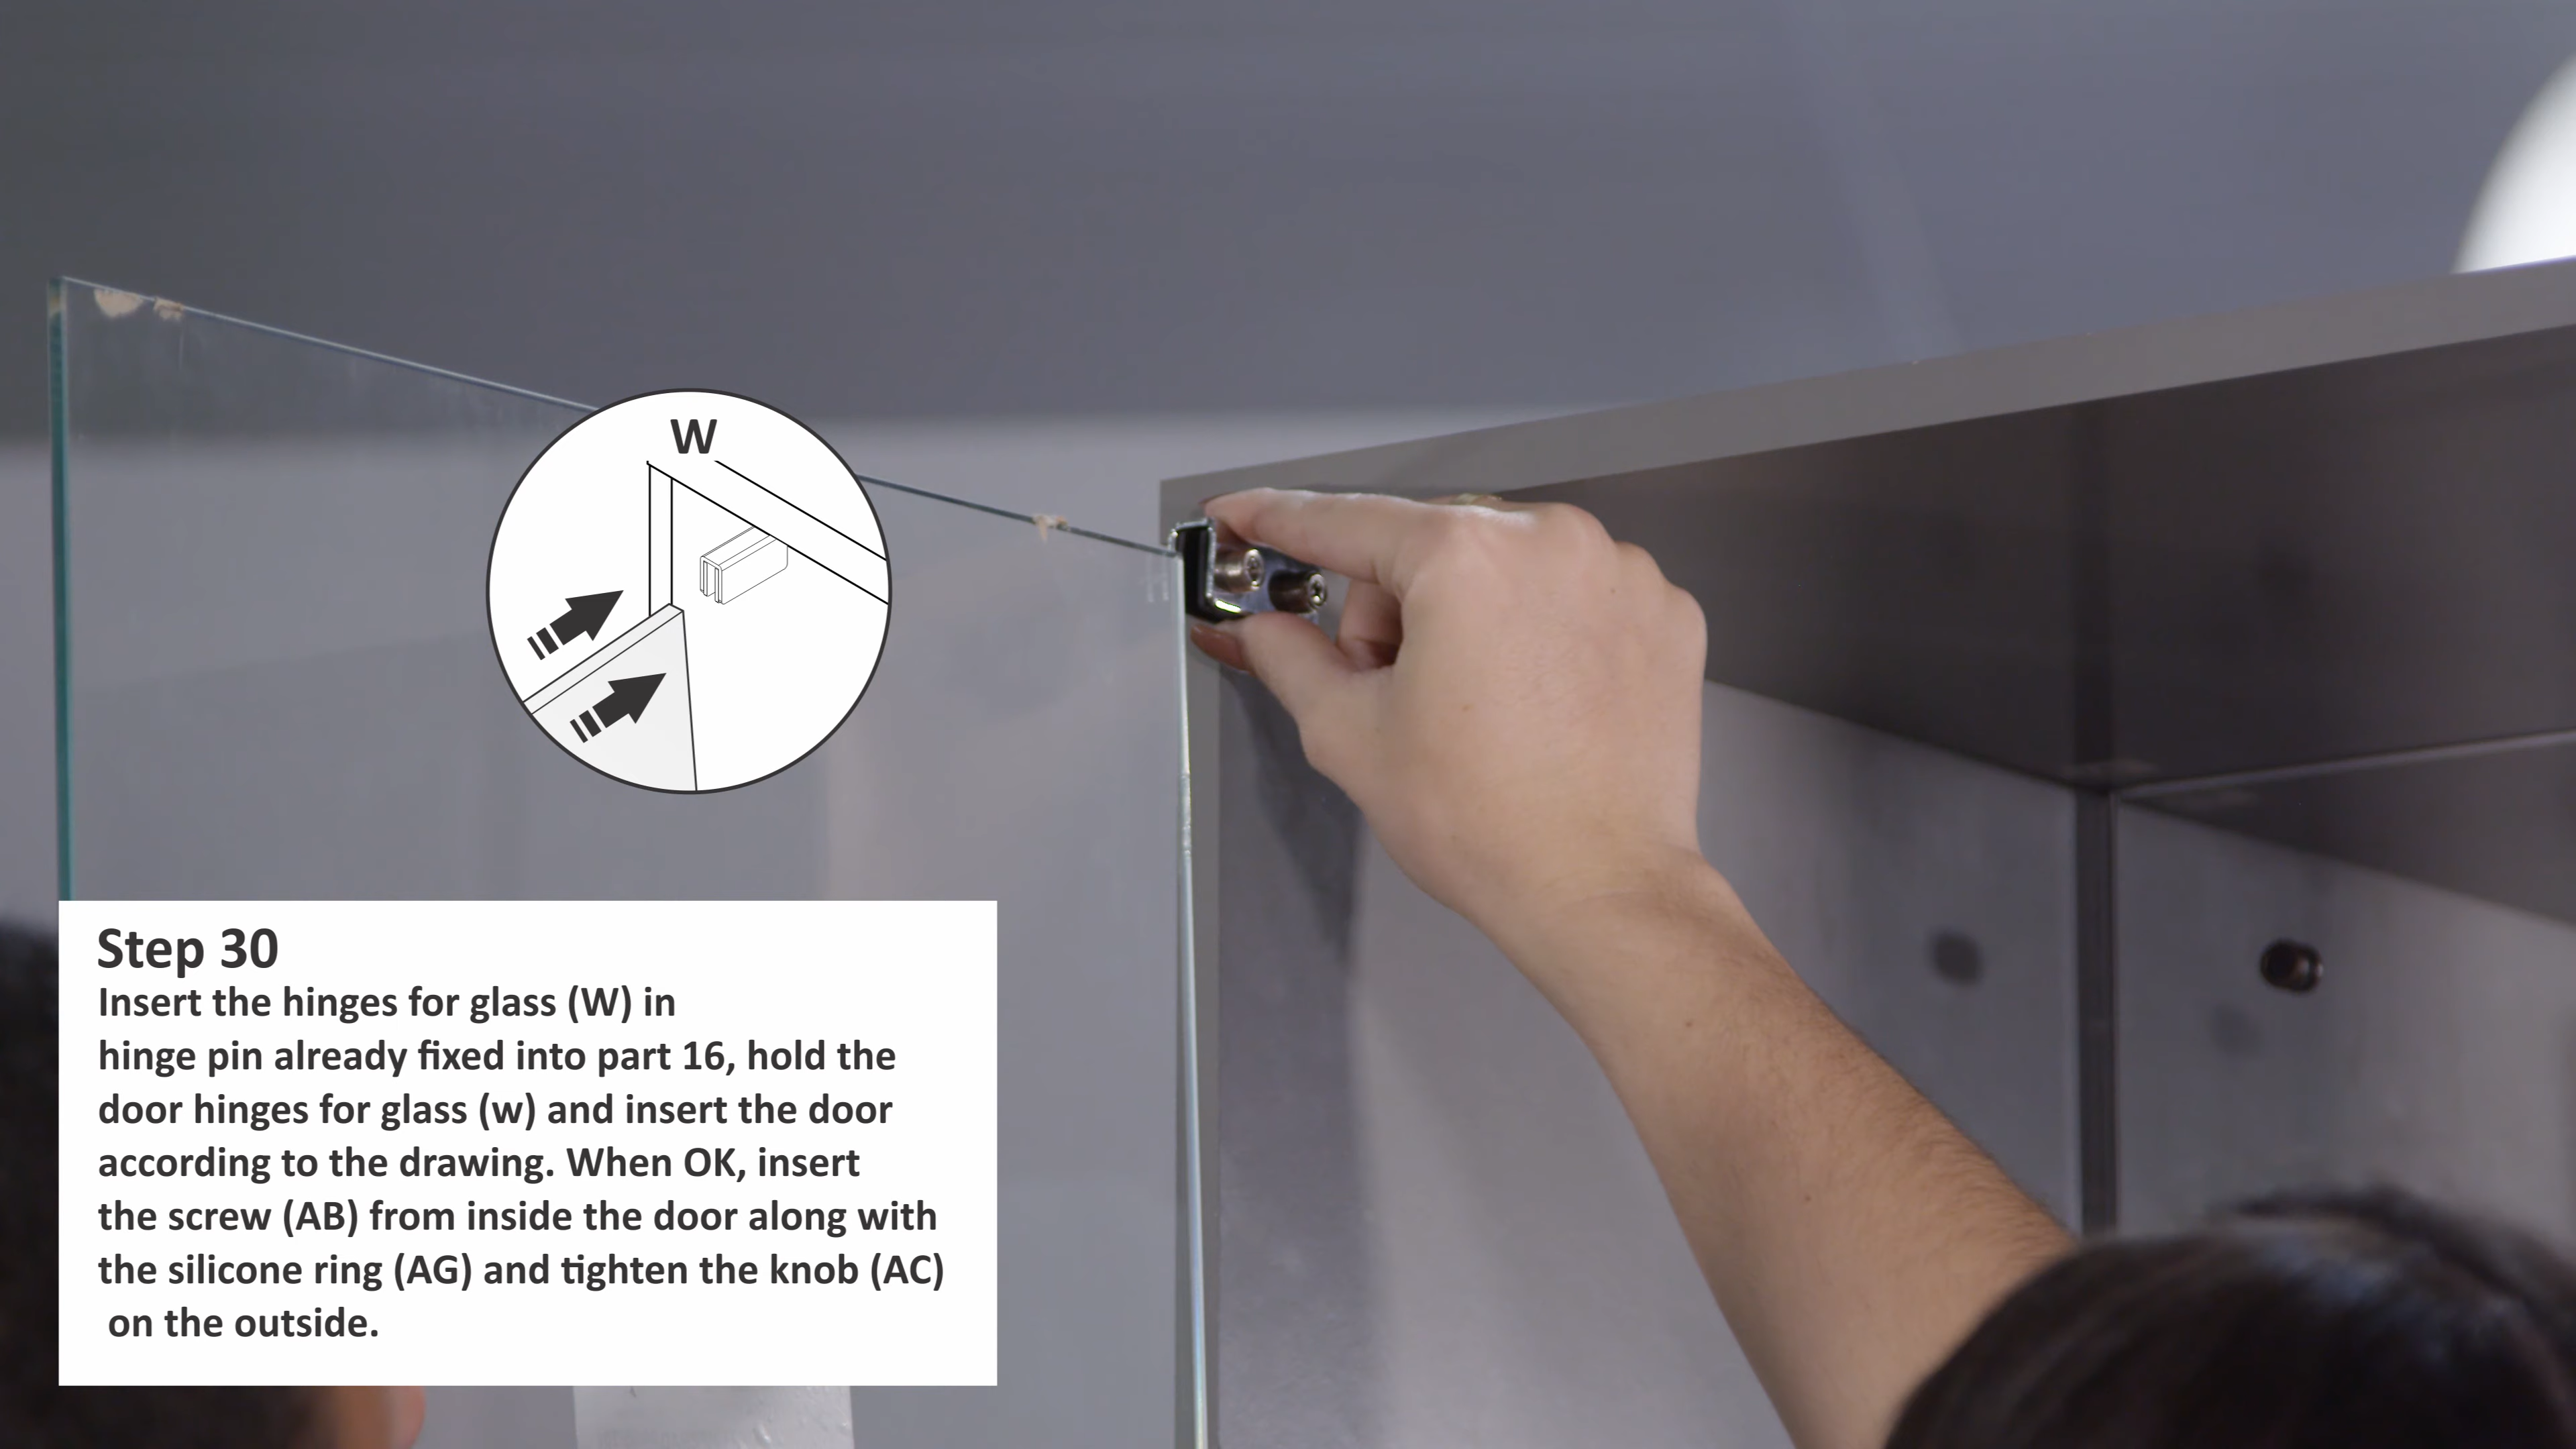 W
Step 30
Insert the hinges for glass (W) in
hinge pin already fixed into part 16, hold the
door hinges for glass (w) and insert the door
according to the drawing. When OK, insert
the screw (AB) from inside the door along with
the silicone ring (AG) and tighten the knob (AC)
on the outside.